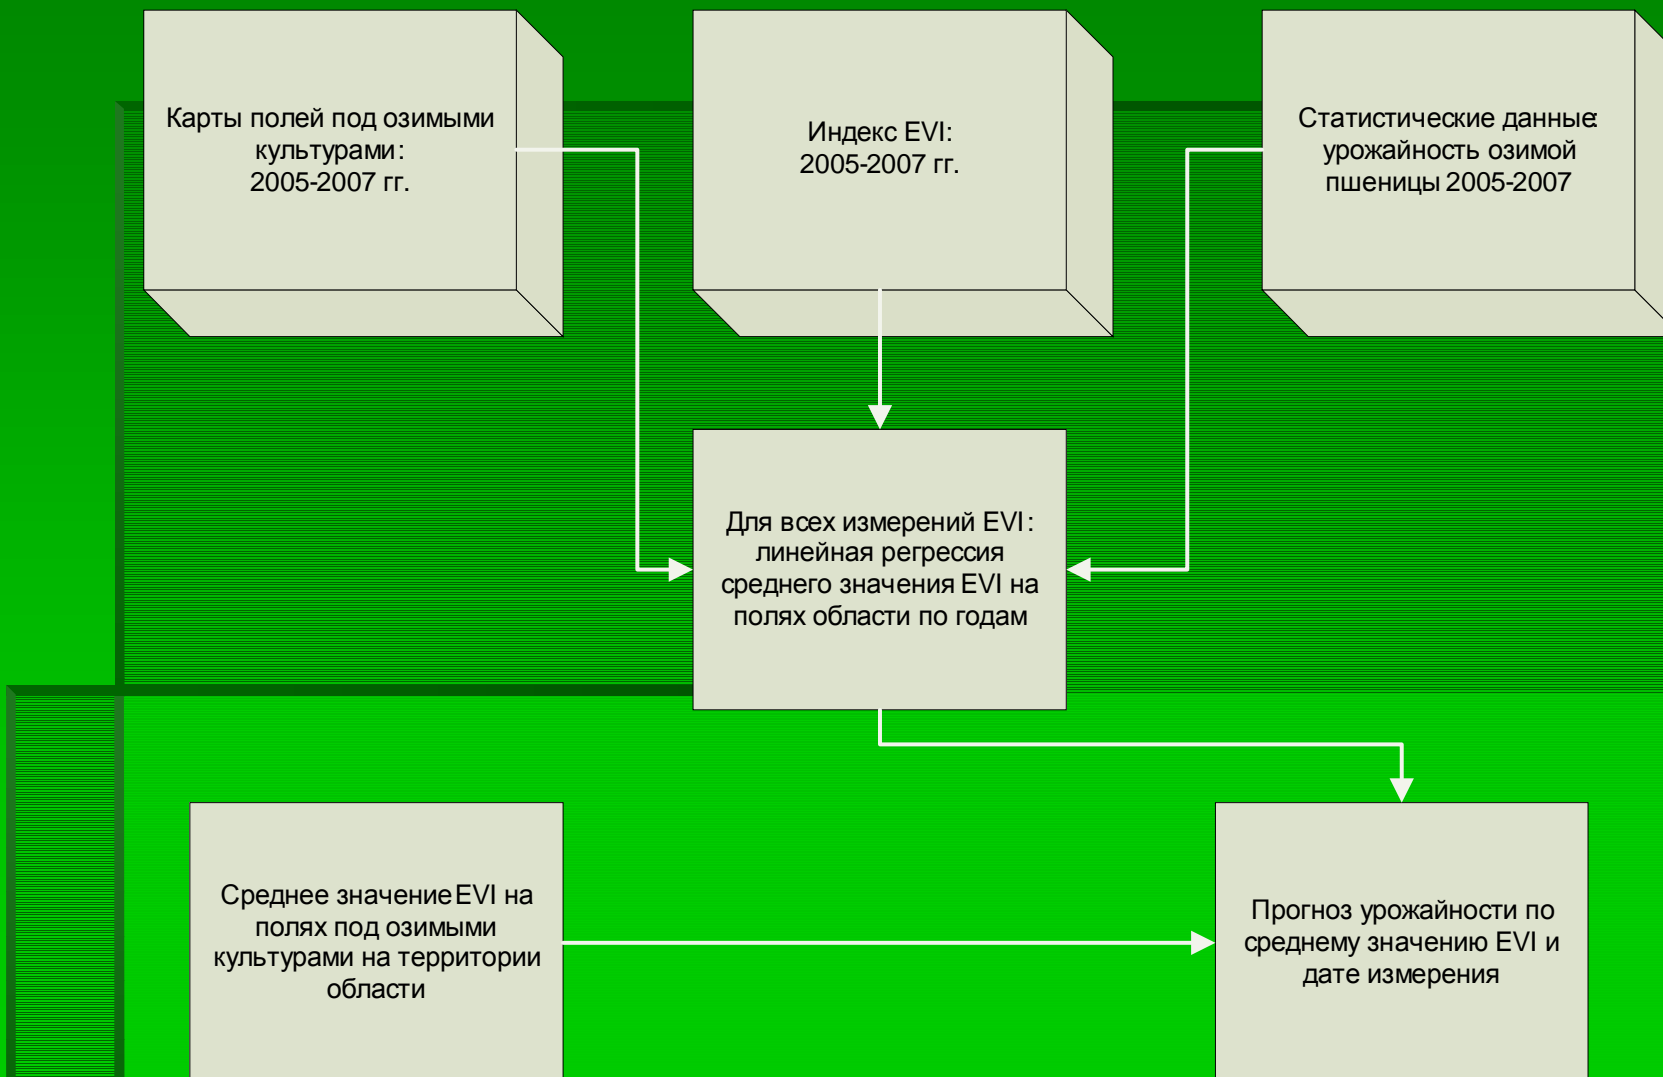 Карты полей под озимыми
культурами:
2005-2007 гг.
Индекс EVI:
2005-2007 гг.
Статистические данные:
урожайность озимой
пшеницы 2005-2007
Для всех измерений EVI:
линейная регрессия
среднего значения EVI на
полях области по годам
Среднее значение EVI на
полях под озимыми
культурами на территории
области
Прогноз урожайности по
среднему значению EVI и
дате измерения